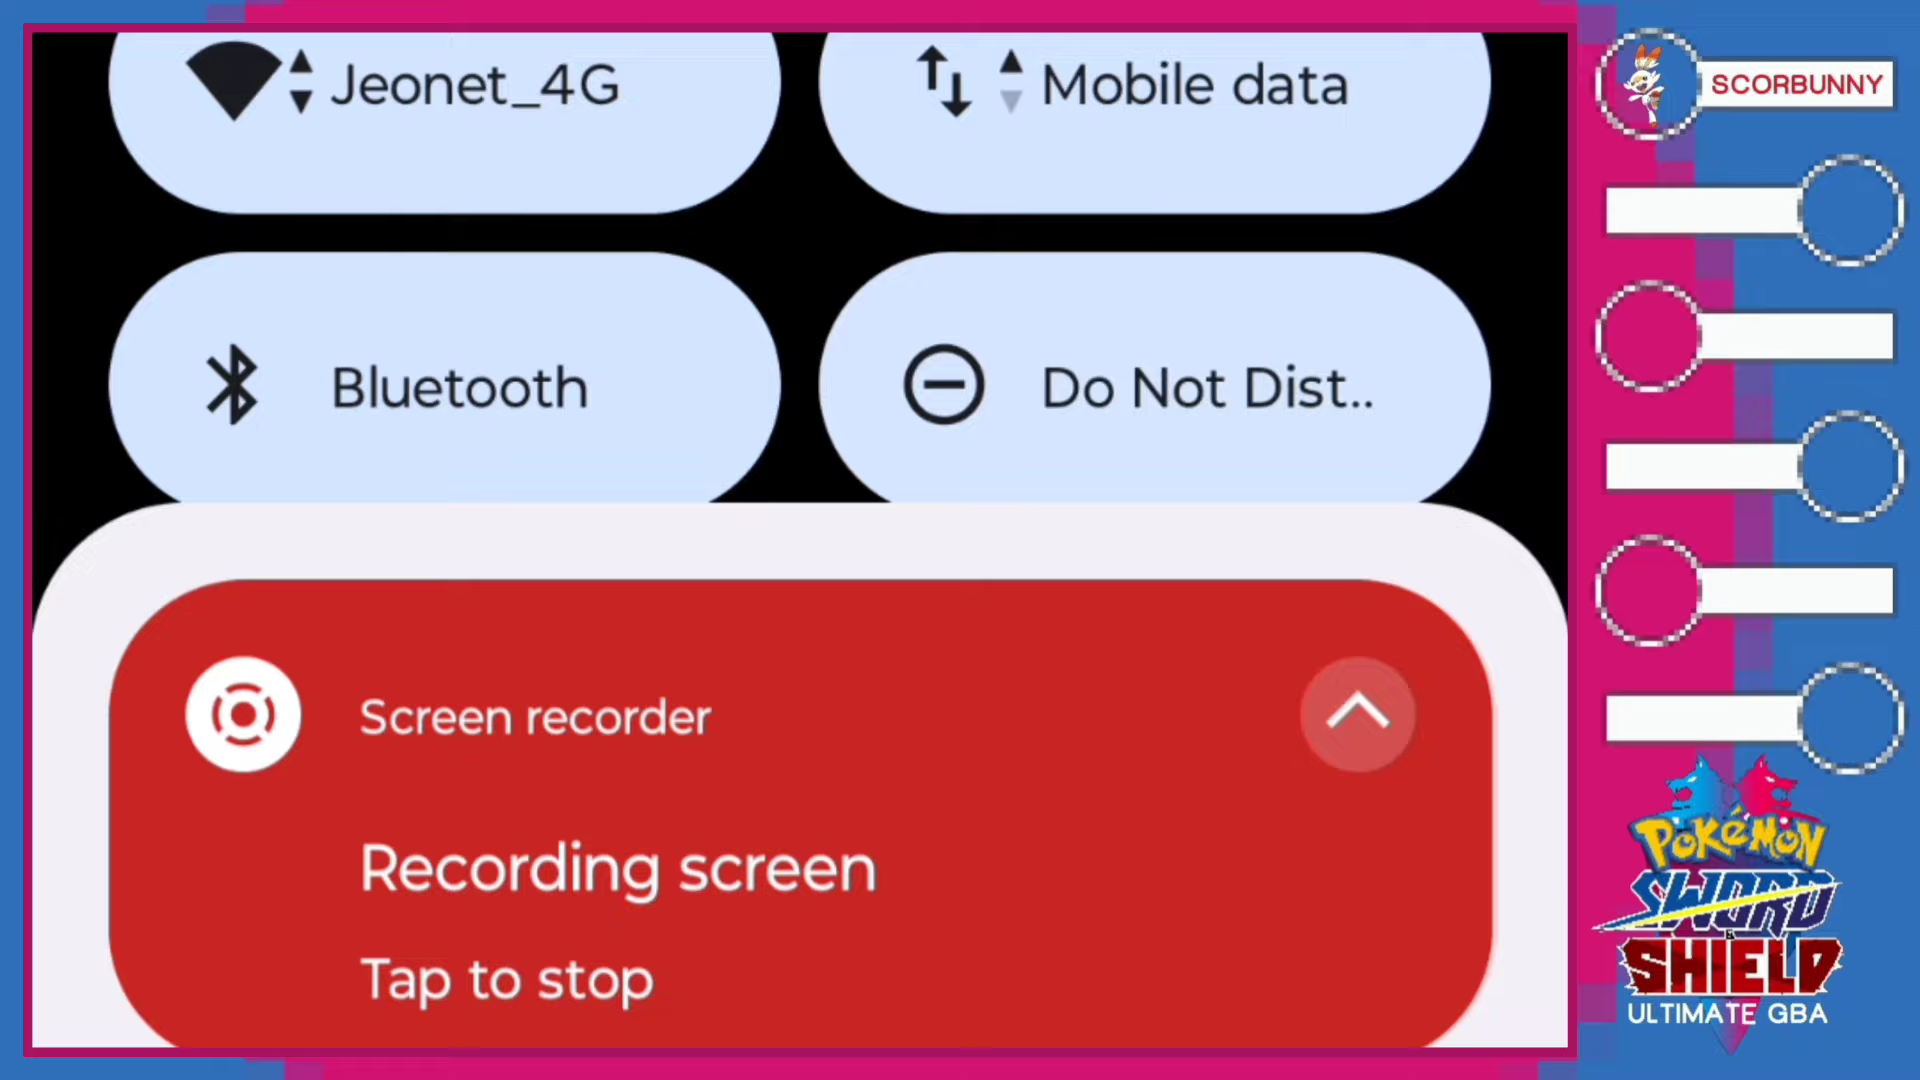 Jeonet_4G
Mobile data
Bluetooth
Do Not Dist..
Screen recorder
Recording screen
Tap to stop
SCORBUNNY
POKéMON
SWORD
&
SHIELD
ULTIMATE GBA